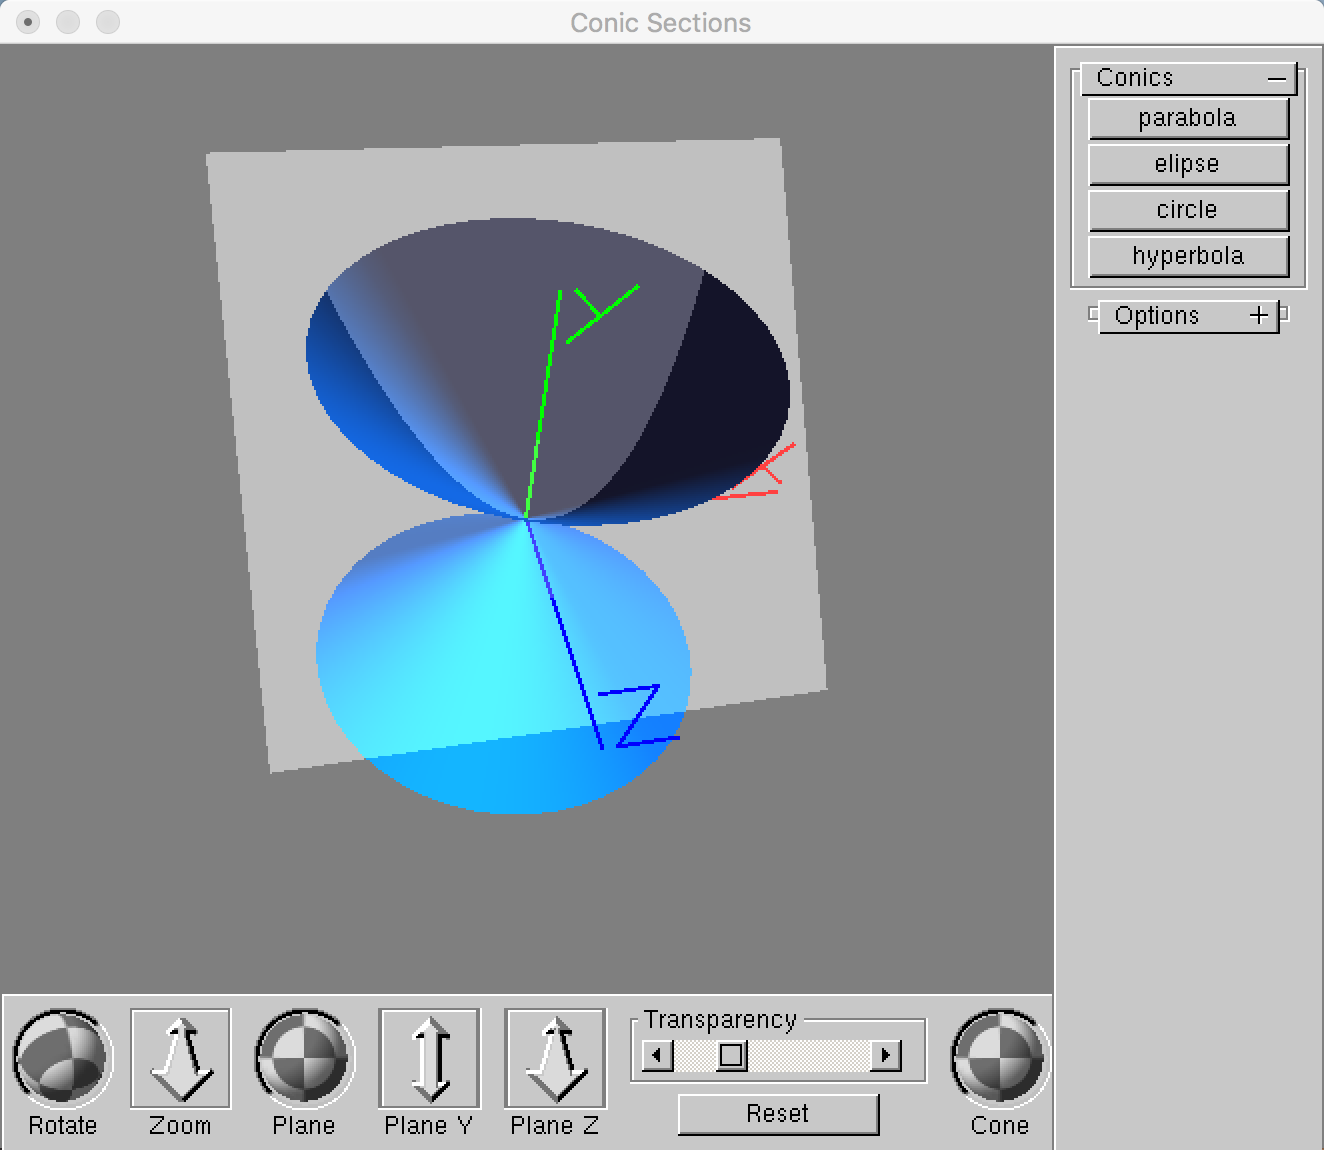 Conic Sections
Conics
parabola
elipse
circle
hyperbola
Options
Y
X
Z
Transparency
Reset
Rotate
Zoom
Plane
Plane Y
Plane Z
Cone